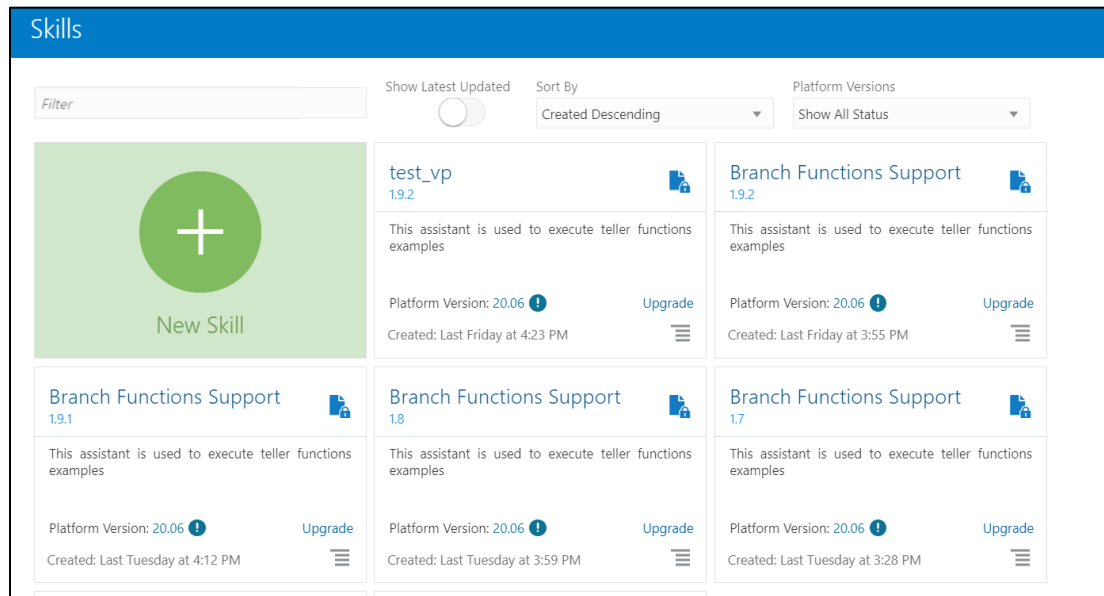 Skills
Show Latest Updated
Sort By
Platform Versions
Filter
Created Descending
Show All Status
New Skill
test_vp
1.9.2
This assistant is used to execute teller functions
examples
Platform Version: 20.06
Upgrade
Created: Last Friday at 4:23 PM
Branch Functions Support
1.9.2
This assistant is used to execute teller functions
examples
Platform Version: 20.06
Upgrade
Created: Last Friday at 3:55 PM
Branch Functions Support
1.9.1
This assistant is used to execute teller functions
examples
Platform Version: 20.06
Upgrade
Created: Last Tuesday at 4:12 PM
Branch Functions Support
1.8
This assistant is used to execute teller functions
examples
Platform Version: 20.06
Upgrade
Created: Last Tuesday at 3:59 PM
Branch Functions Support
1.7
This assistant is used to execute teller functions
examples
Platform Version: 20.06
Upgrade
Created: Last Tuesday at 3:28 PM